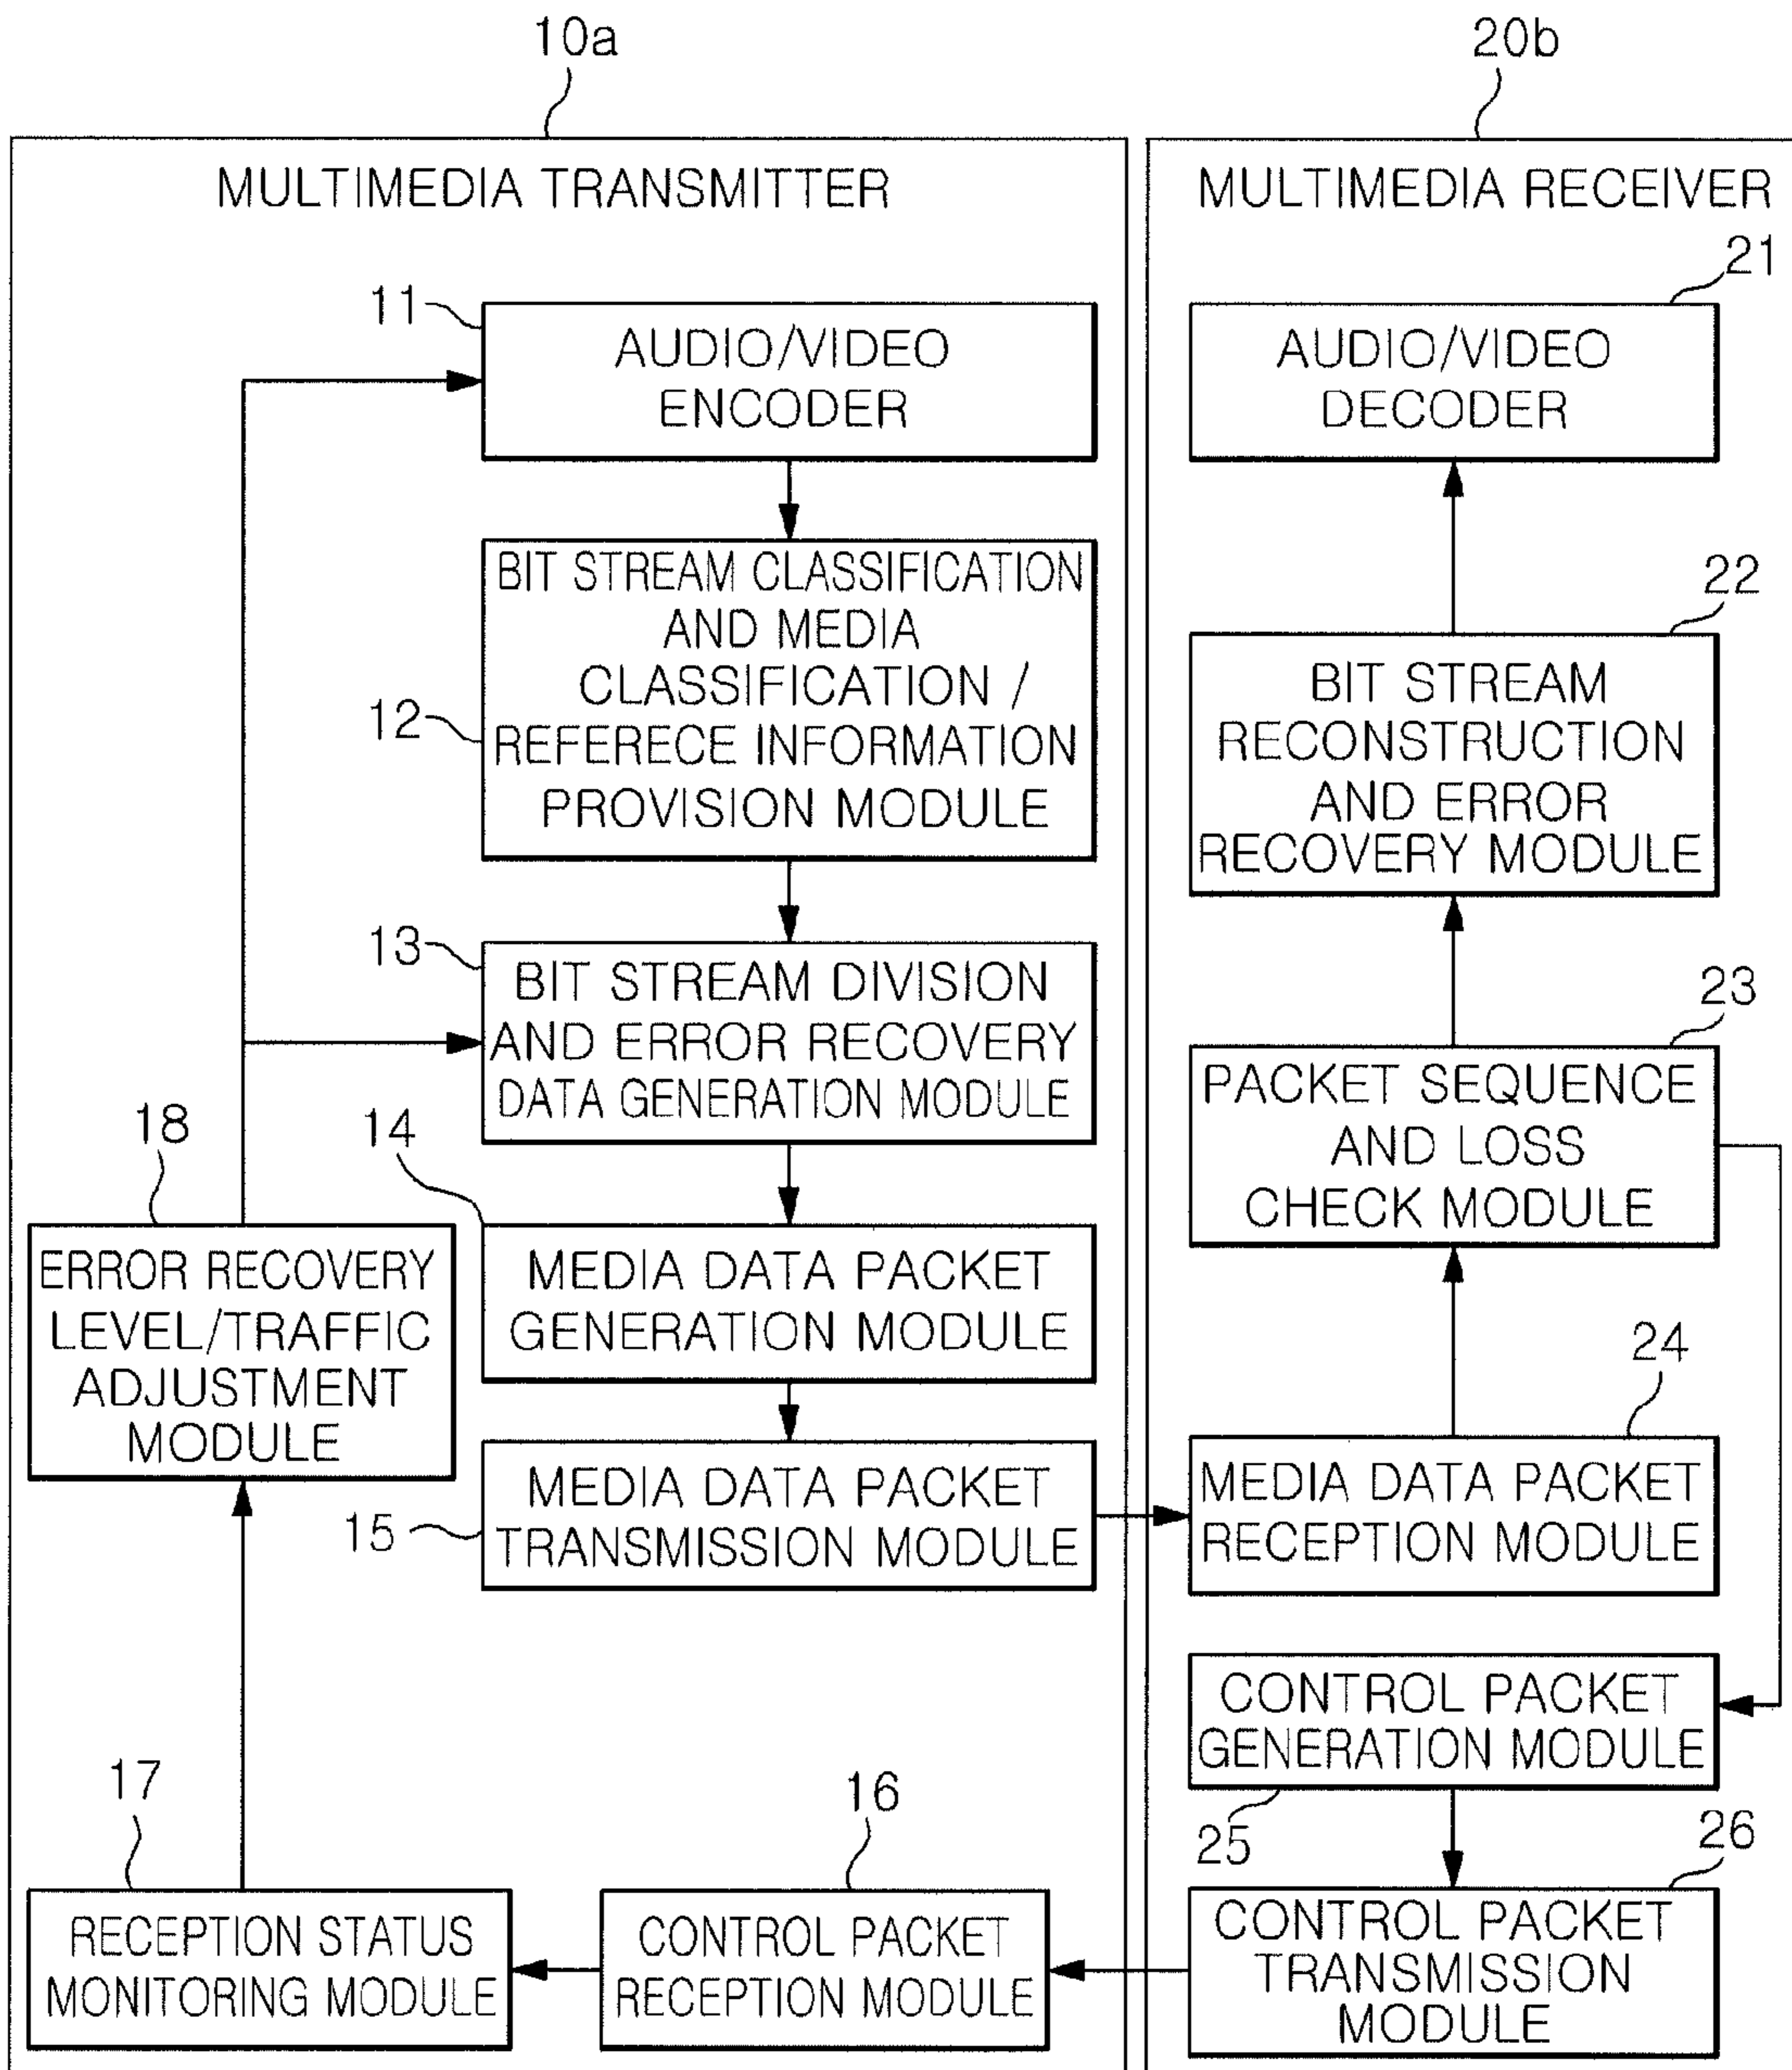 10a
20b
MULTIMEDIA TRANSMITTER
MULTIMEDIA RECEIVER
11
AUDIO/VIDEO
ENCODER
12
BIT STREAM CLASSIFICATION
AND MEDIA
CLASSIFICATION /
REFERECE INFORMATION
PROVISION MODULE
13
BIT STREAM DIVISION
AND ERROR RECOVERY
DATA GENERATION MODULE
14
MEDIA DATA PACKET
GENERATION MODULE
18
ERROR RECOVERY
LEVEL/TRAFFIC
ADJUSTMENT
MODULE
15
MEDIA DATA PACKET
TRANSMISSION MODULE
17
RECEPTION STATUS
MONITORING MODULE
16
CONTROL PACKET
RECEPTION MODULE
21
AUDIO/VIDEO
DECODER
22
BIT STREAM
RECONSTRUCTION
AND ERROR
RECOVERY MODULE
23
PACKET SEQUENCE
AND LOSS
CHECK MODULE
24
MEDIA DATA PACKET
RECEPTION MODULE
CONTROL PACKET
GENERATION MODULE
25
26
CONTROL PACKET
TRANSMISSION
MODULE